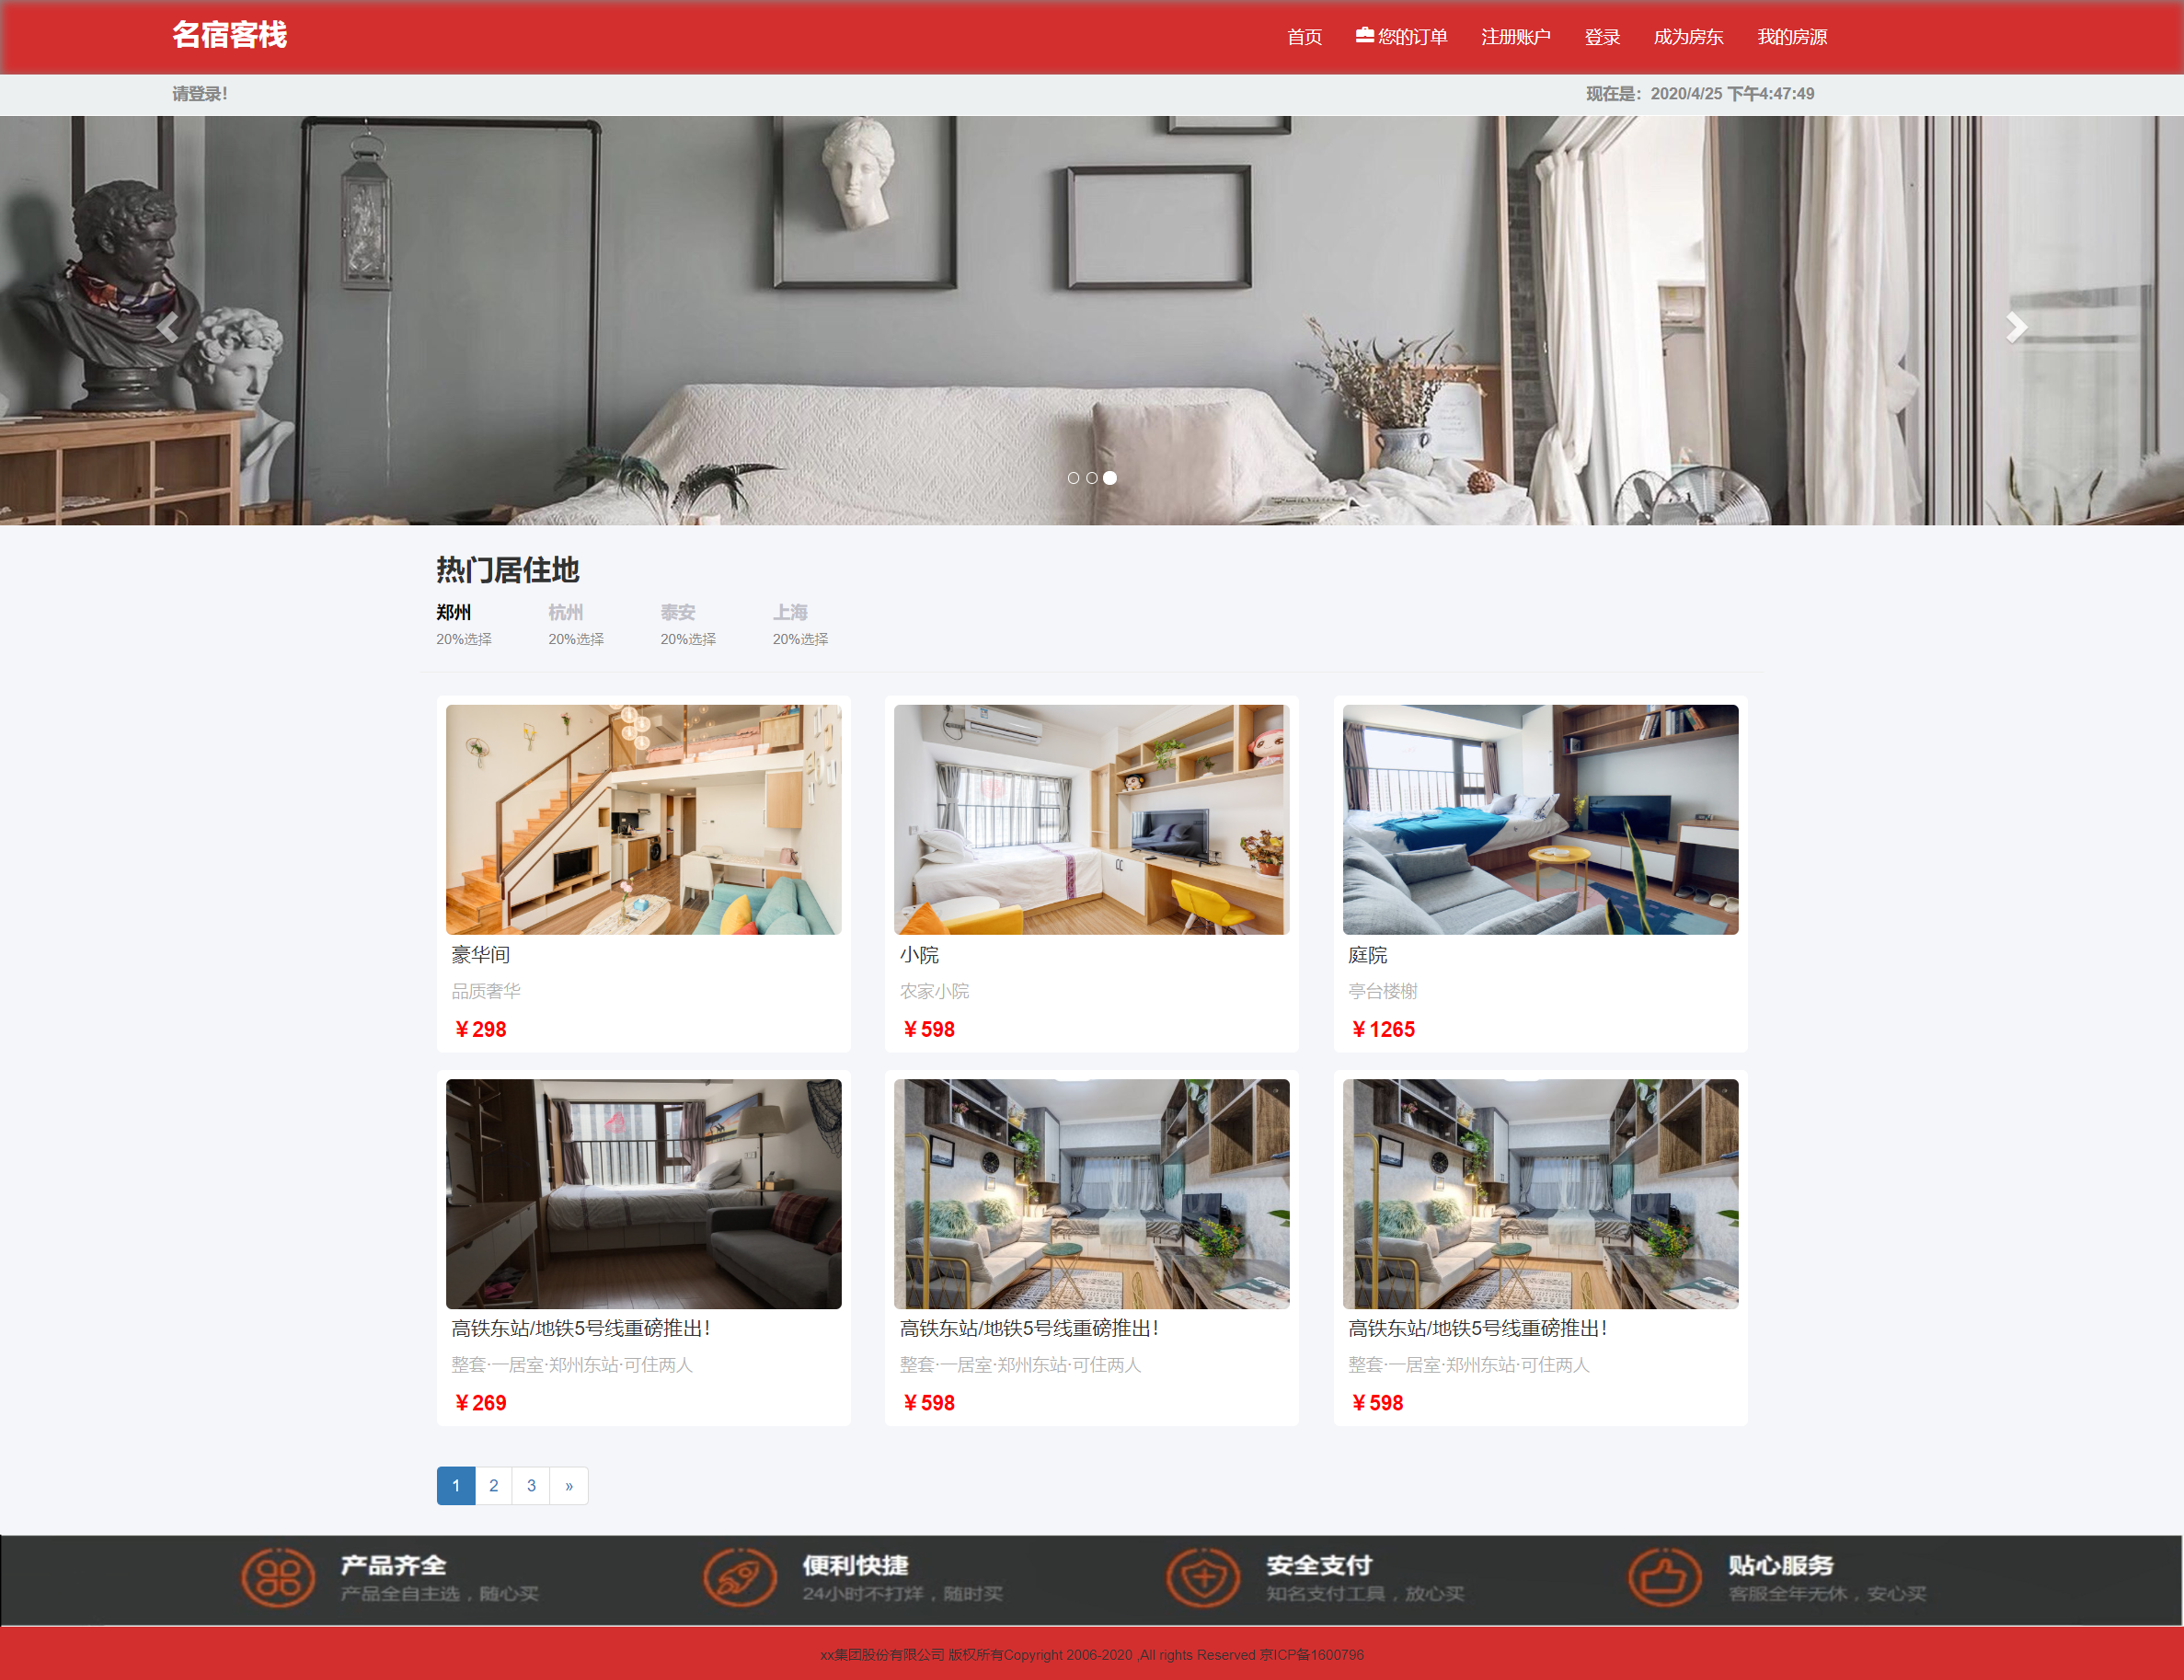 名宿客栈
首页 您的订单 注册账户 登录 成为房东 我的房源
请登录!
现在是：2020/4/25 下午4:47:49
热门居住地
郑州 杭州 泰安 上海
20%选择 20%选择 20%选择 20%选择
豪华间
品质奢华
￥298
小院
农家小院
￥598
庭院
亭台楼榭
￥1265
高铁东站/地铁5号线重磅推出！
整套·一居室·郑州东站·可住两人
￥269
高铁东站/地铁5号线重磅推出！
整套·一居室·郑州东站·可住两人
￥598
高铁东站/地铁5号线重磅推出！
整套·一居室·郑州东站·可住两人
￥598
1 2 3 »
产品齐全
产品全自主选，随心买
便利快捷
24小时不打烊，随时买
安全支付
知名支付工具，放心买
贴心服务
客服全年无休，安心买
xx集团股份有限公司 版权所有Copyright 2006-2020 ,All rights Reserved 京ICP备1600796